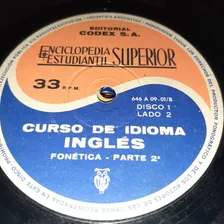 EDITORIAL
CODEX S.A.
ENCICLOPEDIA
ESTUDIANTIL SUPERIOR
33 R.P.M.
646 A 09-01/B
DISCO 1
LADO 2
CURSO DE IDIOMA
INGLÉS
FONÉTICA - PARTE 2ª